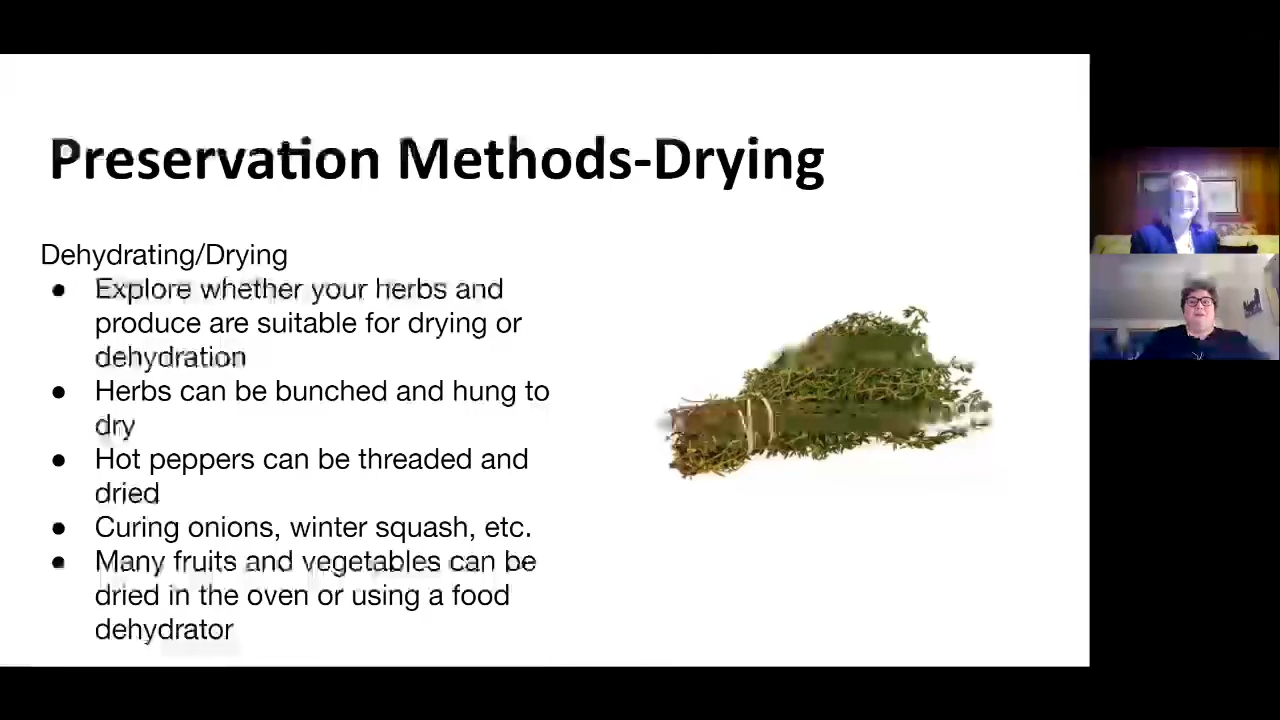 Preservation Methods-Drying
Dehydrating/Drying
● Explore whether your herbs and
produce are suitable for drying or
dehydration
● Herbs can be bunched and hung to
dry
● Hot peppers can be threaded and
dried
● Curing onions, winter squash, etc.
● Many fruits and vegetables can be
dried in the oven or using a food
dehydrator